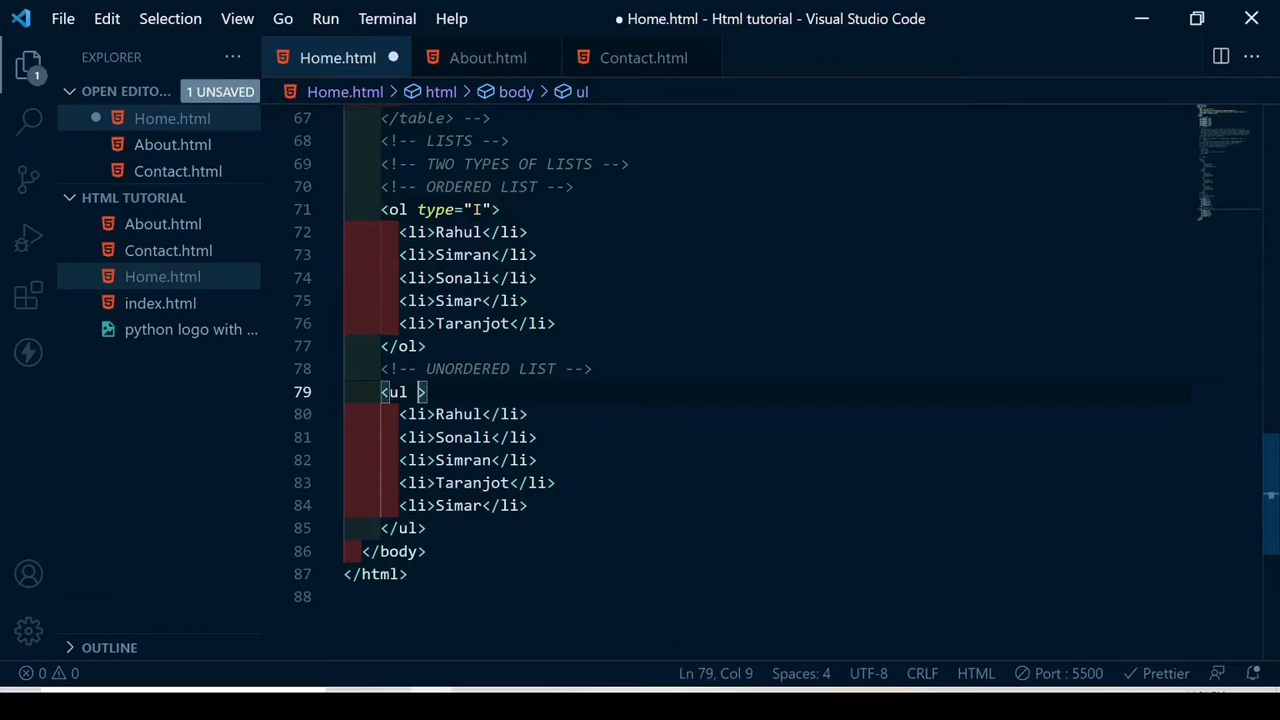 File Edit Selection View Go Run Terminal Help
● Home.html - Html tutorial - Visual Studio Code
EXPLORER ...
Home.html
About.html
Contact.html
OPEN EDITO... 1 UNSAVED
Home.html > html > body > ul
1
Home.html
About.html
Contact.html
HTML TUTORIAL
About.html
Contact.html
Home.html
index.html
python logo with ...
OUTLINE
67 </table> -->
68 <!-- LISTS -->
69 <!-- TWO TYPES OF LISTS -->
70 <!-- ORDERED LIST -->
71 <ol type="I">
72 <li>Rahul</li>
73 <li>Simran</li>
74 <li>Sonali</li>
75 <li>Simar</li>
76 <li>Taranjot</li>
77 </ol>
78 <!-- UNORDERED LIST -->
79 <ul >
80 <li>Rahul</li>
81 <li>Sonali</li>
82 <li>Simran</li>
83 <li>Taranjot</li>
84 <li>Simar</li>
85 </ul>
86 </body>
87 </html>
88
0 0 Ln 79, Col 9 Spaces: 4 UTF-8 CRLF HTML Port : 5500 Prettier